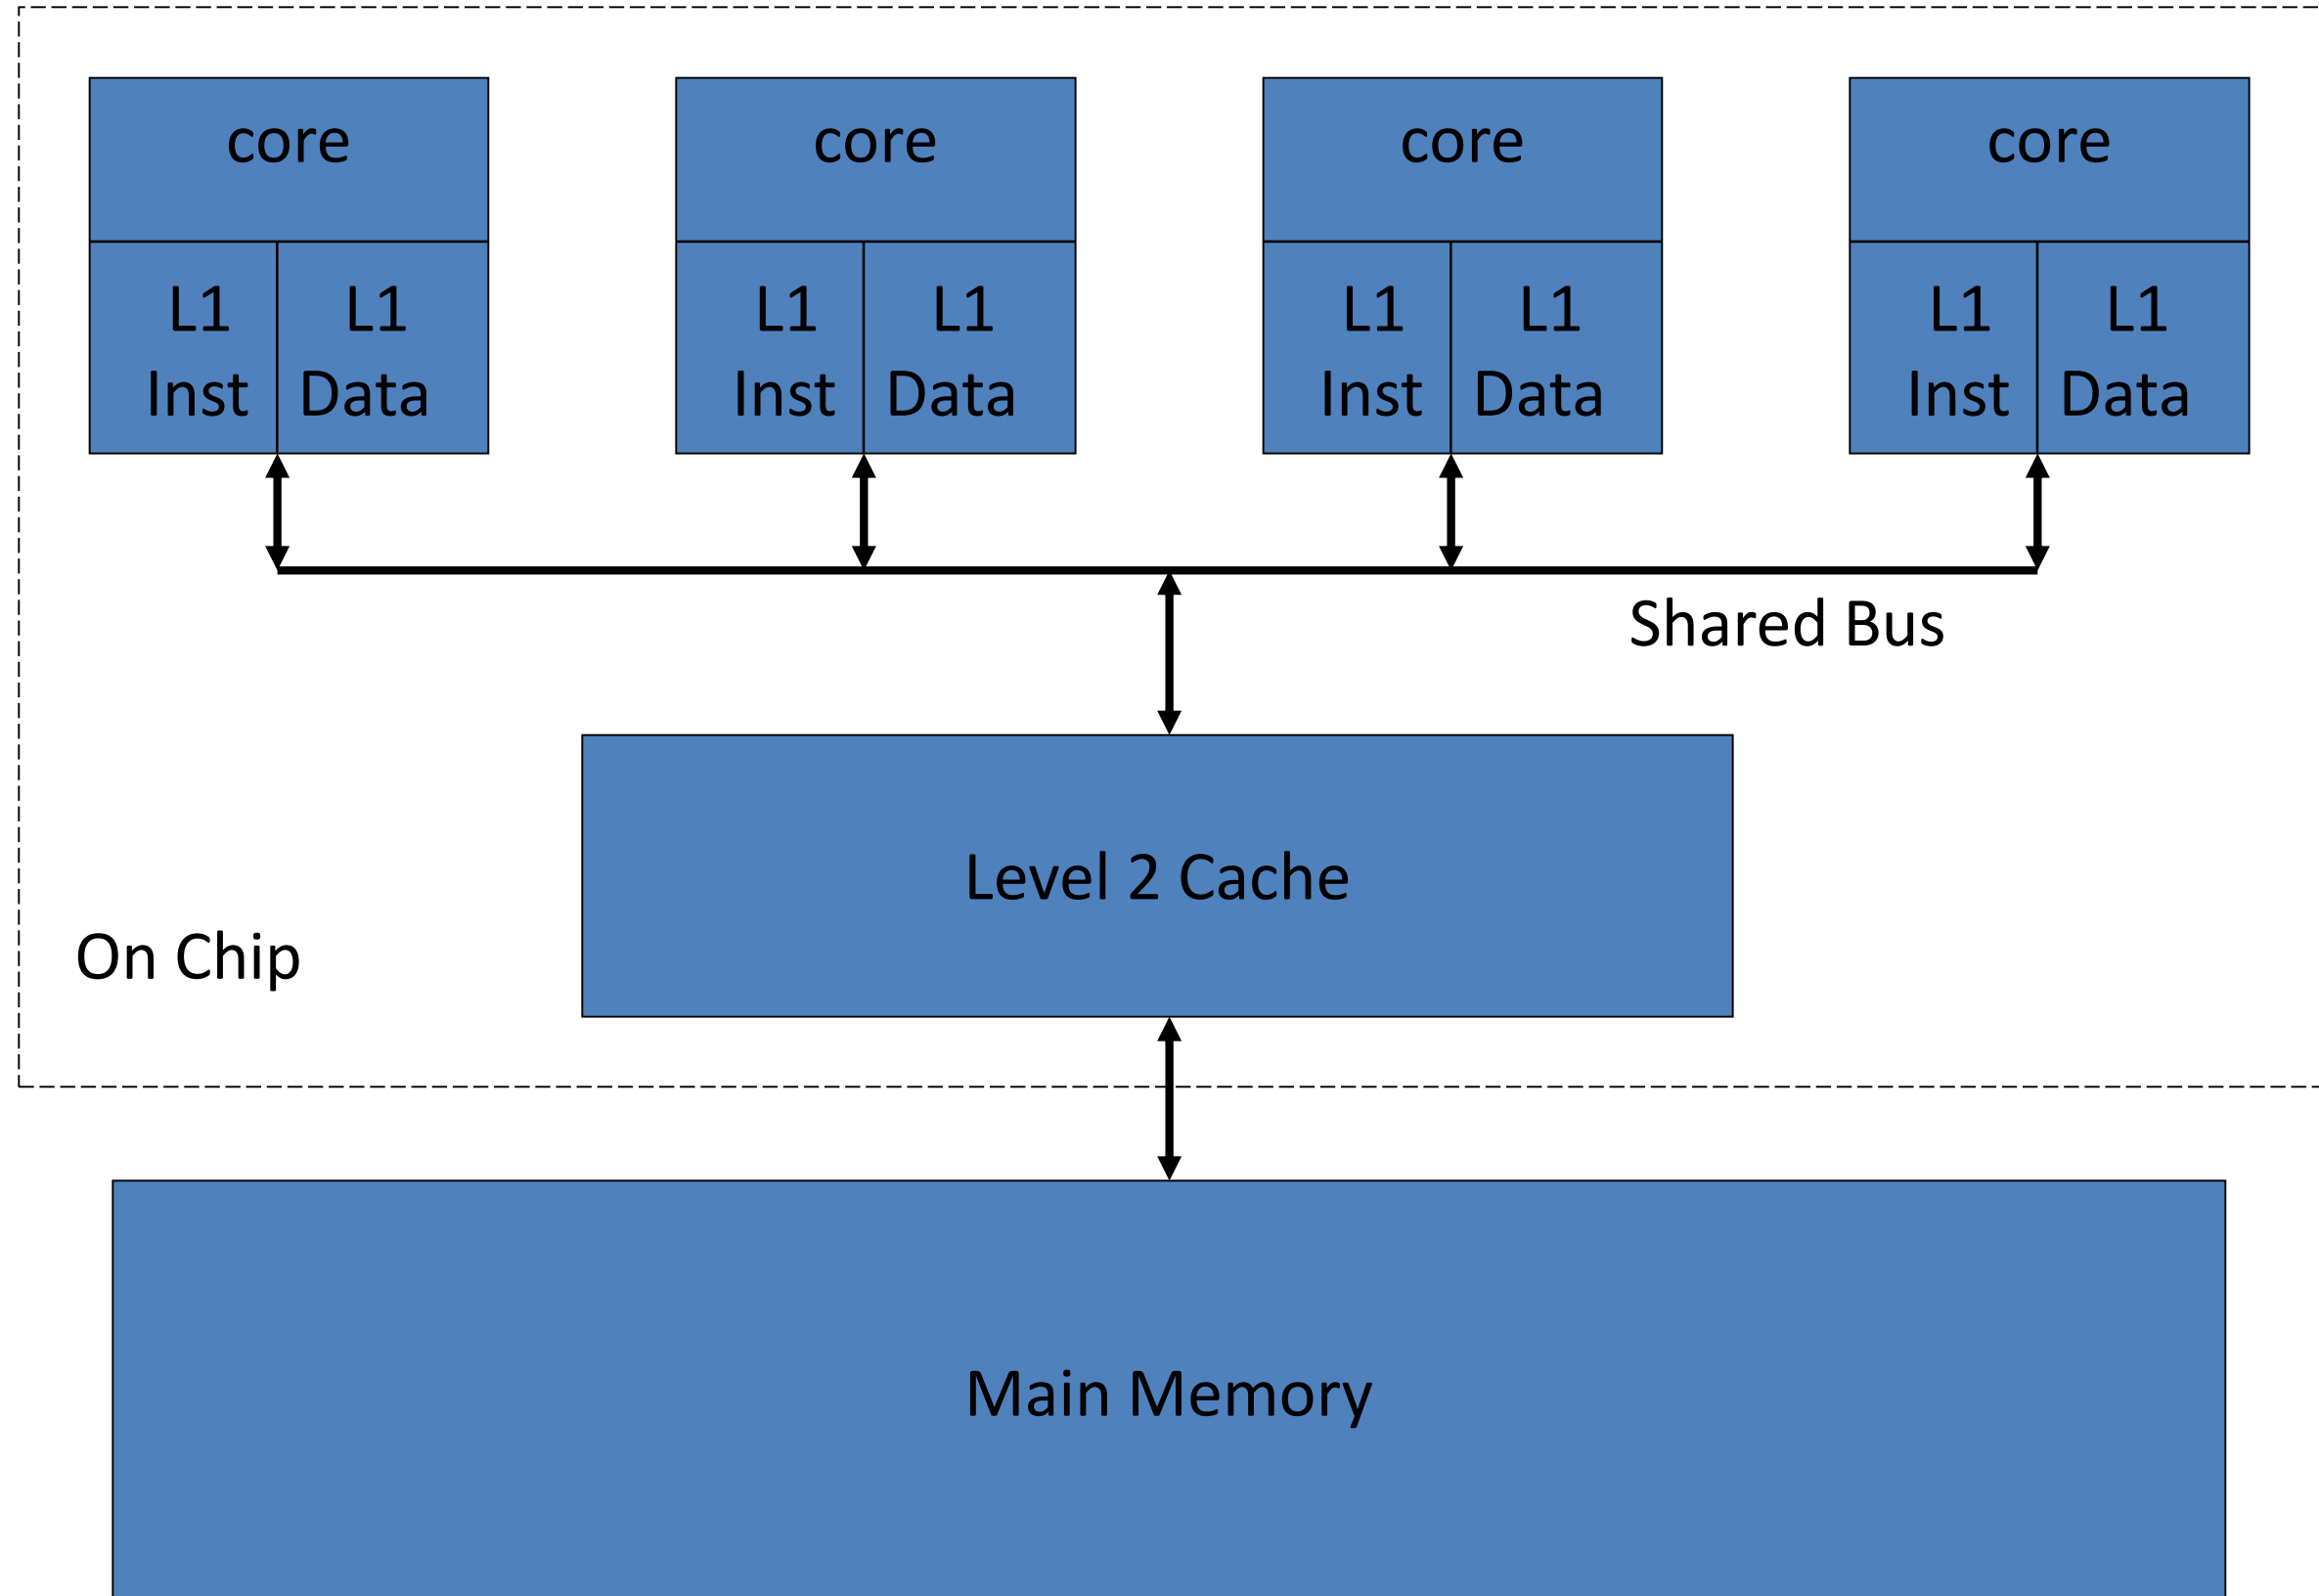 core
core
core
core
L1
L1
L1
L1
L1
L1
L1
L1
Inst
Data
Inst
Data
Inst
Data
Inst
Data
Shared Bus
Level 2 Cache
On Chip
Main Memory